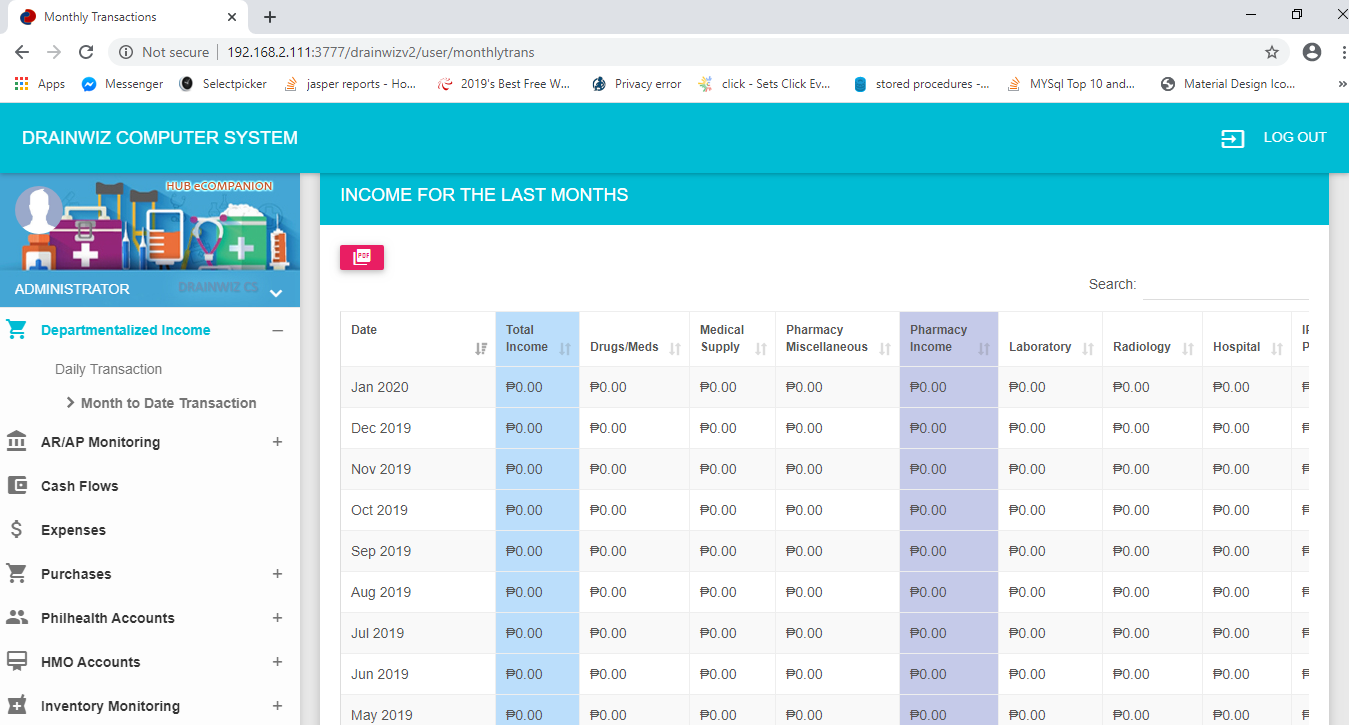 Monthly Transactions
Not secure 192.168.2.111:3777/drainwizv2/user/monthlytrans
Apps Messenger Selectpicker jasper reports - Ho... 2019's Best Free W... Privacy error click - Sets Click Ev... stored procedures -... MYSql Top 10 and... Material Design Ico... »
DRAINWIZ COMPUTER SYSTEM
LOG OUT
HUB eCOMPANION
ADMINISTRATOR
DRAINWIZ CS
Departmentalized Income
Daily Transaction
Month to Date Transaction
AR/AP Monitoring
Cash Flows
Expenses
Purchases
Philhealth Accounts
HMO Accounts
Inventory Monitoring
INCOME FOR THE LAST MONTHS
PDF
Search:
Date Total Income Drugs/Meds Medical Supply Pharmacy Miscellaneous Pharmacy Income Laboratory Radiology Hospital
Jan 2020 ₱0.00 ₱0.00 ₱0.00 ₱0.00 ₱0.00 ₱0.00 ₱0.00 ₱0.00 ₱
Dec 2019 ₱0.00 ₱0.00 ₱0.00 ₱0.00 ₱0.00 ₱0.00 ₱0.00 ₱0.00 ₱
Nov 2019 ₱0.00 ₱0.00 ₱0.00 ₱0.00 ₱0.00 ₱0.00 ₱0.00 ₱0.00 ₱
Oct 2019 ₱0.00 ₱0.00 ₱0.00 ₱0.00 ₱0.00 ₱0.00 ₱0.00 ₱0.00 ₱
Sep 2019 ₱0.00 ₱0.00 ₱0.00 ₱0.00 ₱0.00 ₱0.00 ₱0.00 ₱0.00 ₱
Aug 2019 ₱0.00 ₱0.00 ₱0.00 ₱0.00 ₱0.00 ₱0.00 ₱0.00 ₱0.00 ₱
Jul 2019 ₱0.00 ₱0.00 ₱0.00 ₱0.00 ₱0.00 ₱0.00 ₱0.00 ₱0.00 ₱
Jun 2019 ₱0.00 ₱0.00 ₱0.00 ₱0.00 ₱0.00 ₱0.00 ₱0.00 ₱0.00 ₱
May 2019 ₱0.00 ₱0.00 ₱0.00 ₱0.00 ₱0.00 ₱0.00 ₱0.00 ₱0.00 ₱